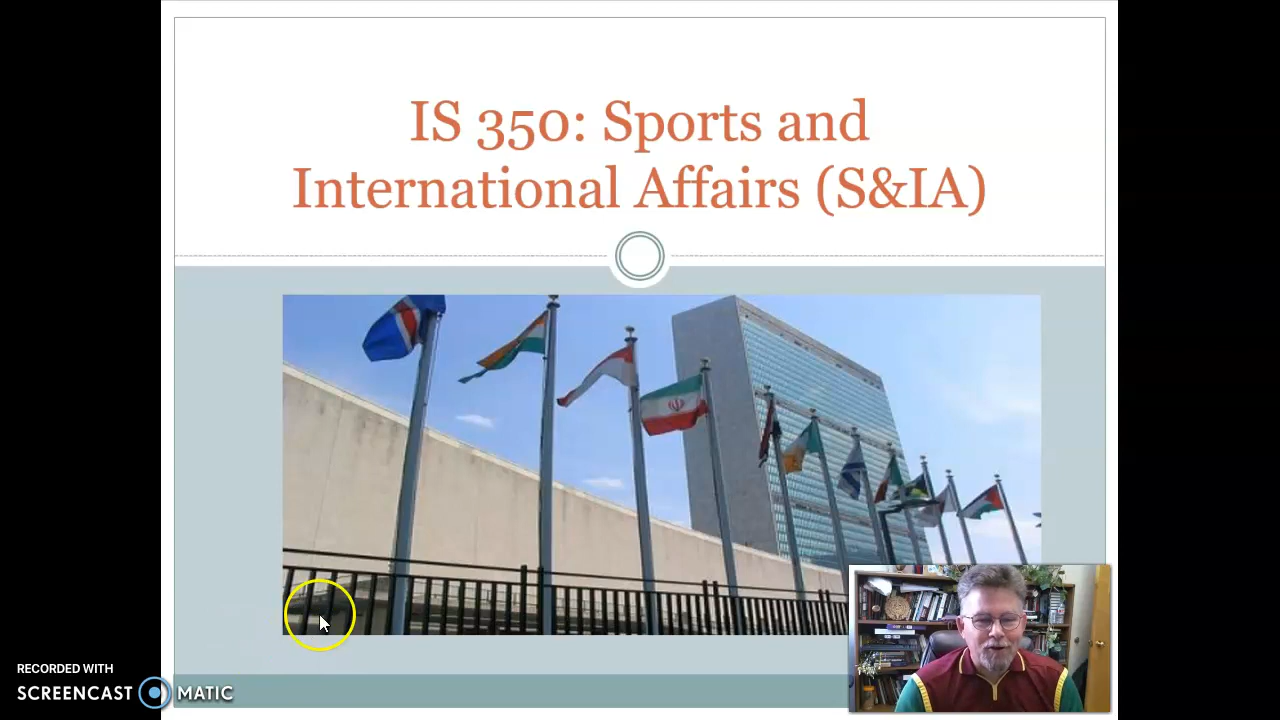 IS 350: Sports and
International Affairs (S&IA)
RECORDED WITH
SCREENCAST MATIC